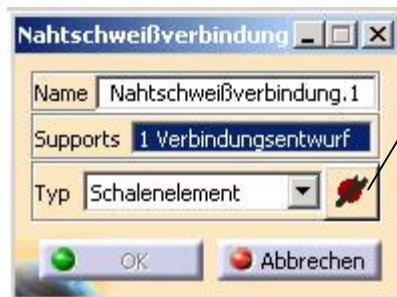 Nahtschweißverbindung
Name Nahtschweißverbindung.1
Supports 1 Verbindungsentwurf
Typ Schalenelement
OK Abbrechen